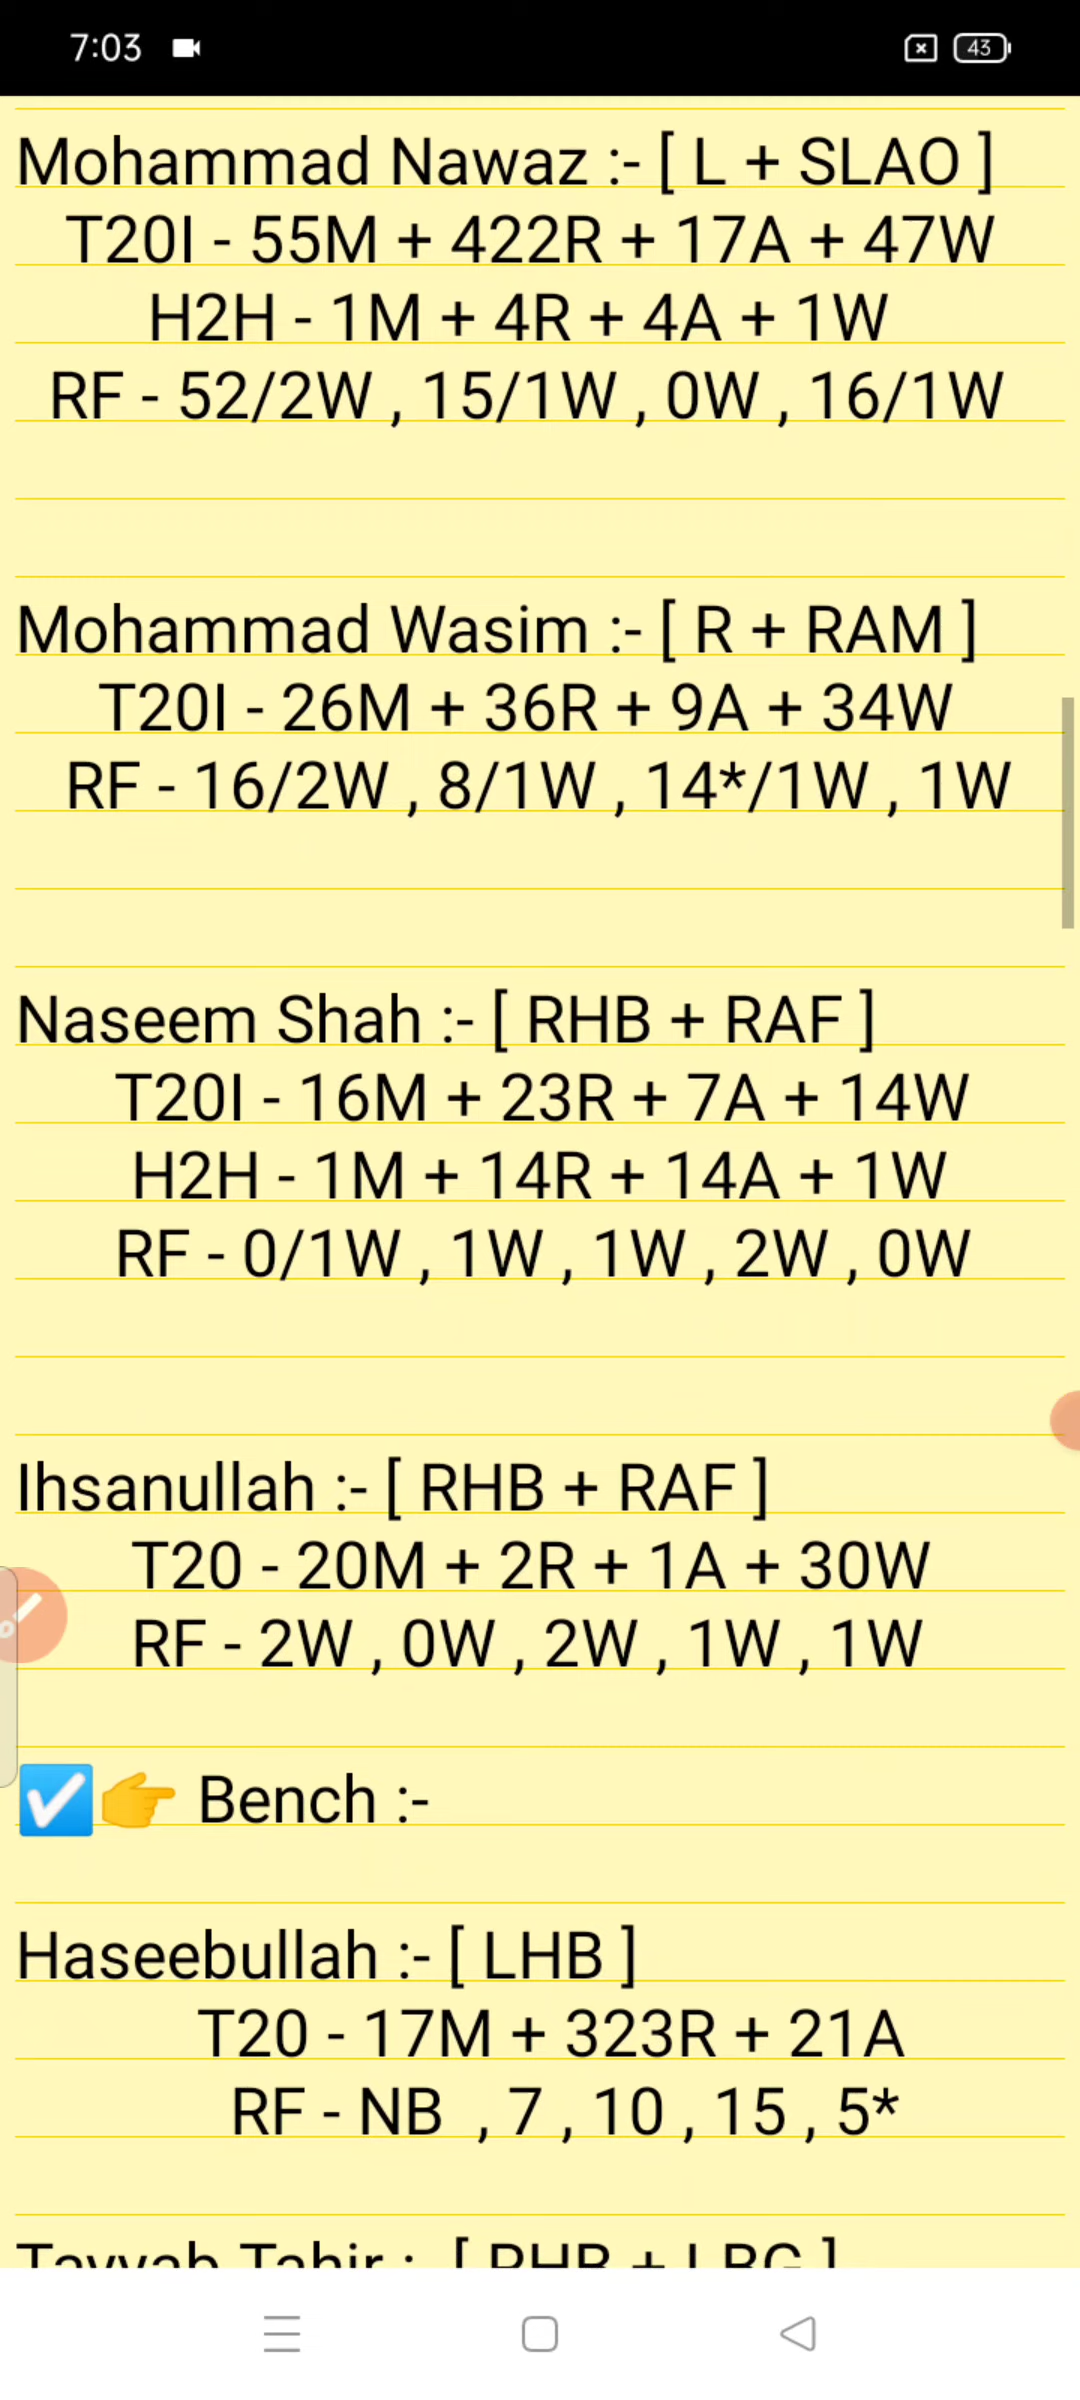 7:03
43
Mohammad Nawaz :- [ L + SLAO ]
T20I - 55M + 422R + 17A + 47W
H2H - 1M + 4R + 4A + 1W
RF - 52/2W , 15/1W , 0W , 16/1W
Mohammad Wasim :- [ R + RAM ]
T20I - 26M + 36R + 9A + 34W
RF - 16/2W , 8/1W , 14*/1W , 1W
Naseem Shah :- [ RHB + RAF ]
T20I - 16M + 23R + 7A + 14W
H2H - 1M + 14R + 14A + 1W
RF - 0/1W , 1W , 1W , 2W , 0W
Ihsanullah :- [ RHB + RAF ]
T20 - 20M + 2R + 1A + 30W
RF - 2W , 0W , 2W , 1W , 1W
☑👉 Bench :-
Haseebullah :- [ LHB ]
T20 - 17M + 323R + 21A
RF - NB , 7 , 10 , 15 , 5*
Tayyab Tahir :- [ RHB + LBG ]